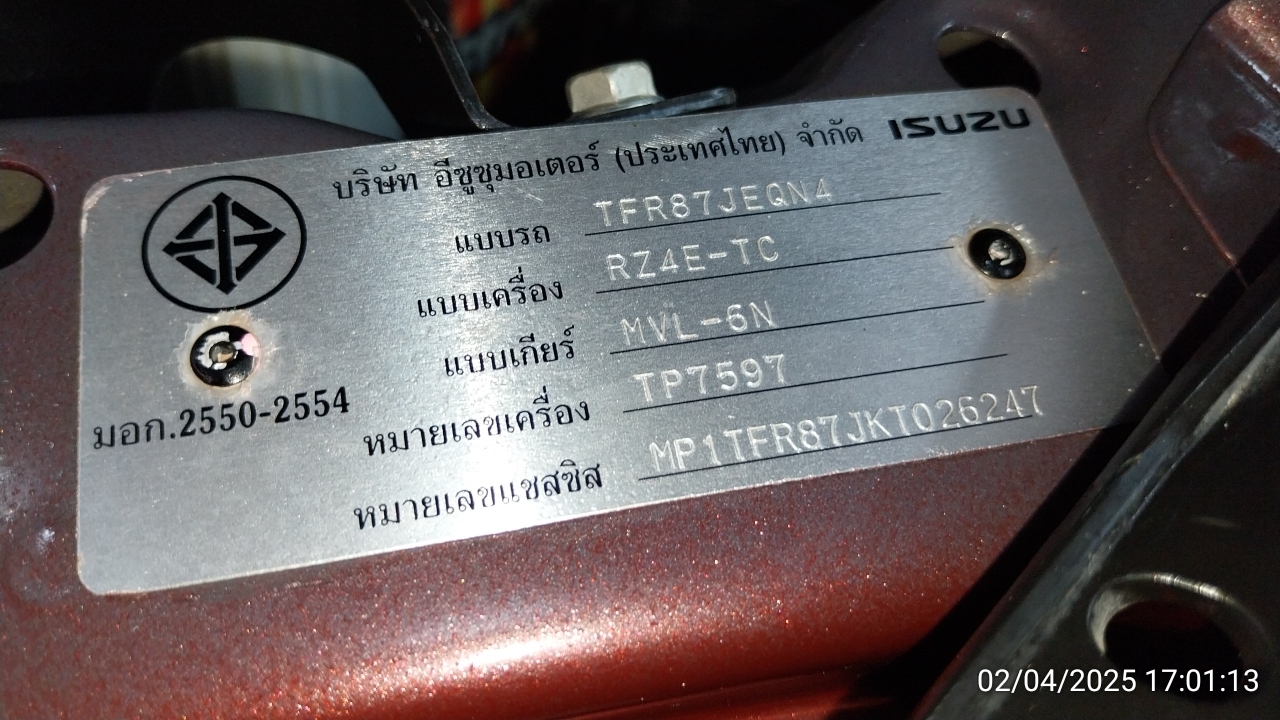 บริษัท อีซูซุมอเตอร์ (ประเทศไทย) จำกัด ISUZU
แบบรถ TFR87JEQN4
แบบเครื่อง RZ4E-TC
แบบเกียร์ MVL-6N
หมายเลขเครื่อง TP7597
หมายเลขแชสซิส MP1TFR87JKT026247
มอก.2550-2554
02/04/2025 17:01:13